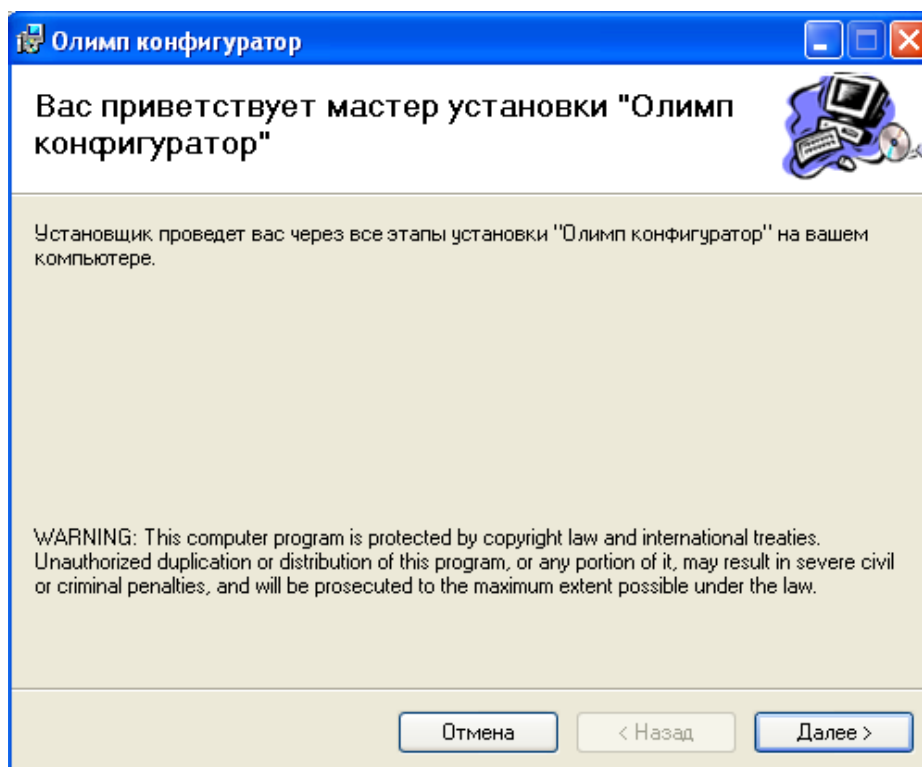 Олимп конфигуратор
Вас приветствует мастер установки "Олимп
конфигуратор"
Установщик проведет вас через все этапы установки "Олимп конфигуратор" на вашем
компьютере.
WARNING: This computer program is protected by copyright law and international treaties.
Unauthorized duplication or distribution of this program, or any portion of it, may result in severe civil
or criminal penalties, and will be prosecuted to the maximum extent possible under the law.
Отмена
< Назад
Далее >